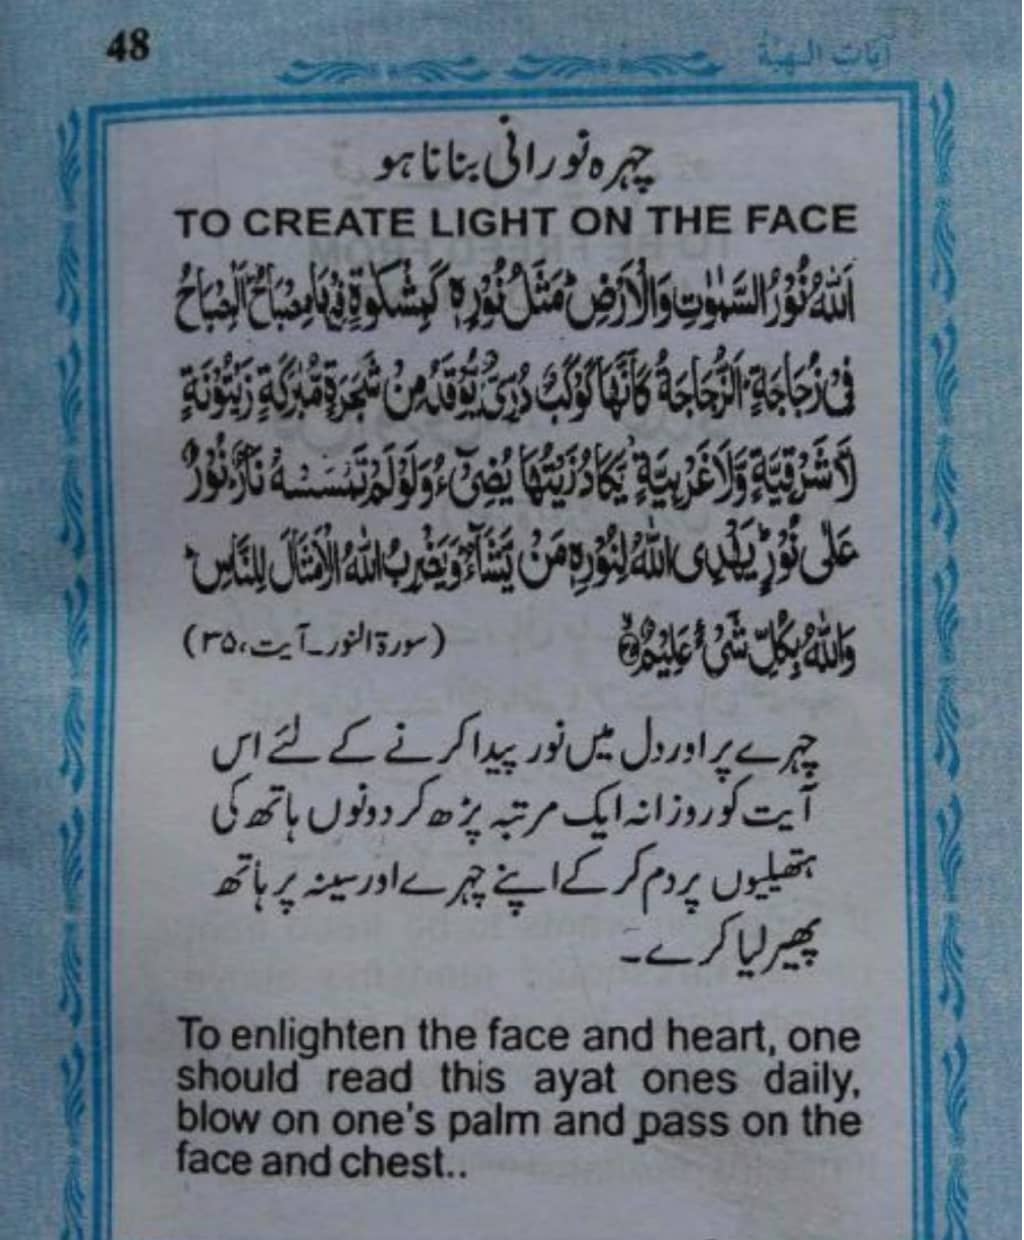 48
آیات الہیة
چہرہ نورانی بنانا ہو
TO CREATE LIGHT ON THE FACE
اَللّٰهُ نُوْرُ السَّمٰوٰتِ وَالْاَرْضِ ؕ مَثَلُ نُوْرِهٖ كَمِشْكٰوةٍ فِيْهَا مِصْبَاحٌ ؕ اَلْمِصْبَاحُ
فِيْ زُجَاجَةٍ ؕ اَلزُّجَاجَةُ كَاَنَّهَا كَوْكَبٌ دُرِّيٌّ يُّوْقَدُ مِنْ شَجَرَةٍ مُّبٰرَكَةٍ زَيْتُوْنَةٍ
لَّا شَرْقِيَّةٍ وَّلَا غَرْبِيَّةٍ يَّكَادُ زَيْتُهَا يُضِيْٓءُ وَلَوْ لَمْ تَمْسَسْهُ نَارٌ ؕ نُوْرٌ
عَلٰى نُوْرٍ ؕ يَهْدِى اللّٰهُ لِنُوْرِهٖ مَنْ يَّشَآءُ ؕ وَيَضْرِبُ اللّٰهُ الْاَمْثَالَ لِلنَّاسِ ؕ
وَاللّٰهُ بِكُلِّ شَيْءٍ عَلِيْمٌ ۳۵ (سورۃ النور۔ آیت، ۳۵)
چہرے پر اور دل میں نور پیدا کرنے کے لئے اس
آیت کو روزانہ ایک مرتبہ پڑھ کر دونوں ہاتھ کی
ہتھیلیوں پر دم کر کے اپنے چہرے اور سینہ پر ہاتھ
پھیر لیا کرے۔
To enlighten the face and heart, one
should read this ayat ones daily,
blow on one's palm and pass on the
face and chest..